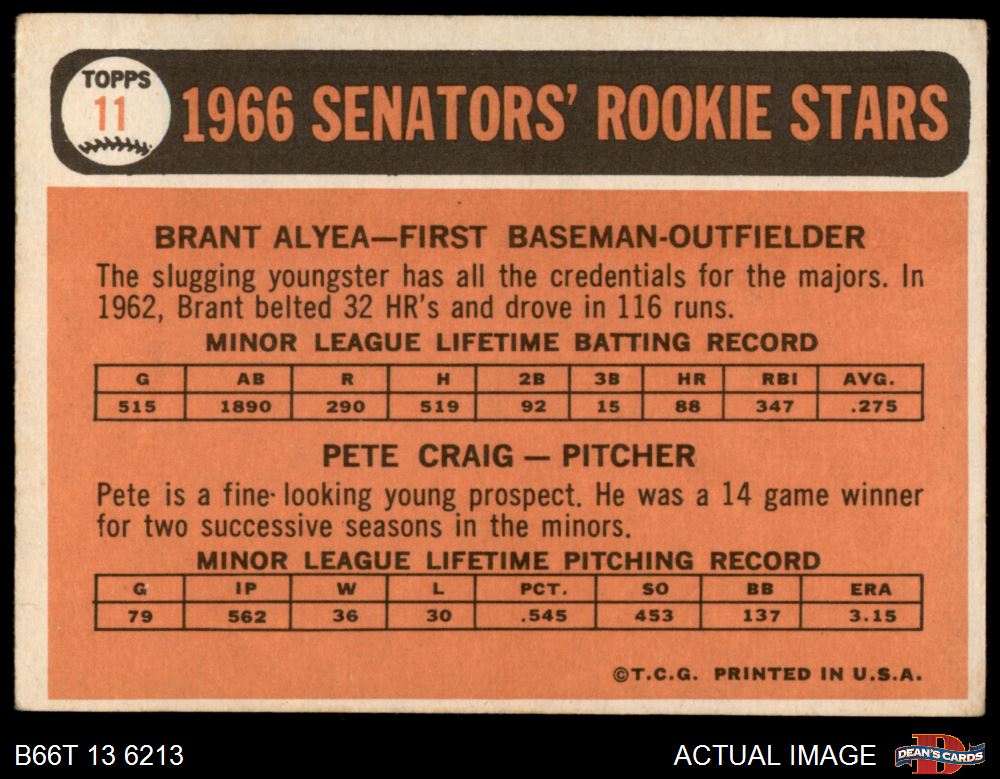 TOPPS
11
1966 SENATORS' ROOKIE STARS
BRANT ALYEA—FIRST BASEMAN-OUTFIELDER
The slugging youngster has all the credentials for the majors. In
1962, Brant belted 32 HR's and drove in 116 runs.
MINOR LEAGUE LIFETIME BATTING RECORD
G AB R H 2B 3B HR RBI AVG.
515 1890 290 519 92 15 88 347 .275
PETE CRAIG — PITCHER
Pete is a fine-looking young prospect. He was a 14 game winner
for two successive seasons in the minors.
MINOR LEAGUE LIFETIME PITCHING RECORD
G IP W L PCT. SO BB ERA
79 562 36 30 .545 453 137 3.15
©T.C.G. PRINTED IN U.S.A.
B66T 13 6213
ACTUAL IMAGE
DEAN'S CARDS